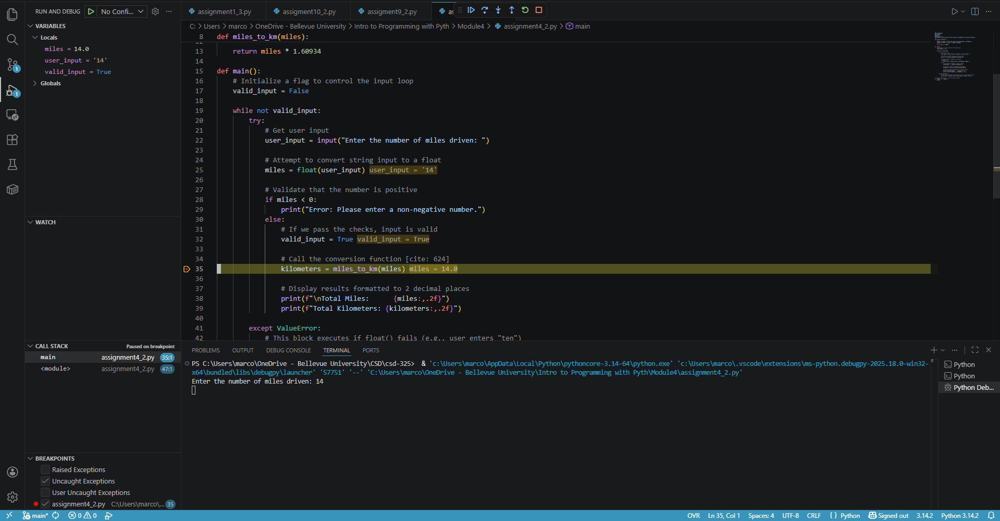 RUN AND DEBUG No Confi... ...
assignment1_3.py assigment10_2.py assigment9_2.py as
C: > Users > marco > OneDrive - Bellevue University > Intro to Programming with Pyth > Module4 > assignment4_2.py > main
VARIABLES
Locals
miles = 14.0
user_input = '14'
valid_input = True
Globals
WATCH
CALL STACK Paused on breakpoint
main assignment4_2.py 35:1
<module> assignment4_2.py 47:1
BREAKPOINTS
Raised Exceptions
Uncaught Exceptions
User Uncaught Exceptions
assignment4_2.py C:\Users\marco\... 35
8 def miles_to_km(miles):
13 return miles * 1.60934
14
15 def main():
16 # Initialize a flag to control the input loop
17 valid_input = False
18
19 while not valid_input:
20 try:
21 # Get user input
22 user_input = input("Enter the number of miles driven: ")
23
24 # Attempt to convert string input to a float
25 miles = float(user_input) user_input = '14'
26
27 # Validate that the number is positive
28 if miles < 0:
29 print("Error: Please enter a non-negative number.")
30 else:
31 # If we pass the checks, input is valid
32 valid_input = True valid_input = True
33
34 # Call the conversion function [cite: 624]
35 kilometers = miles_to_km(miles) miles = 14.0
36
37 # Display results formatted to 2 decimal places
38 print(f"\nTotal Miles:      {miles:,.2f}")
39 print(f"Total Kilometers: {kilometers:,.2f}")
40
41 except ValueError:
42 # This block executes if float() fails (e.g., user enters "ten")
PROBLEMS OUTPUT DEBUG CONSOLE TERMINAL PORTS
PS C:\Users\marco\OneDrive - Bellevue University\CSD\csd-325> & 'c:\Users\marco\AppData\Local\Python\pythoncore-3.14-64\python.exe' 'c:\Users\marco\.vscode\extensions\ms-python.debugpy-2025.18.0-win32-
x64\bundled\libs\debugpy\launcher' '57751' '--' 'C:\Users\marco\OneDrive - Bellevue University\Intro to Programming with Pyth\Module4\assignment4_2.py'
Enter the number of miles driven: 14
Python
Python
Python Deb...
main* 0 0 OVR Ln 35, Col 1 Spaces: 4 UTF-8 CRLF { } Python Signed out 3.14.2 Python 3.14.2